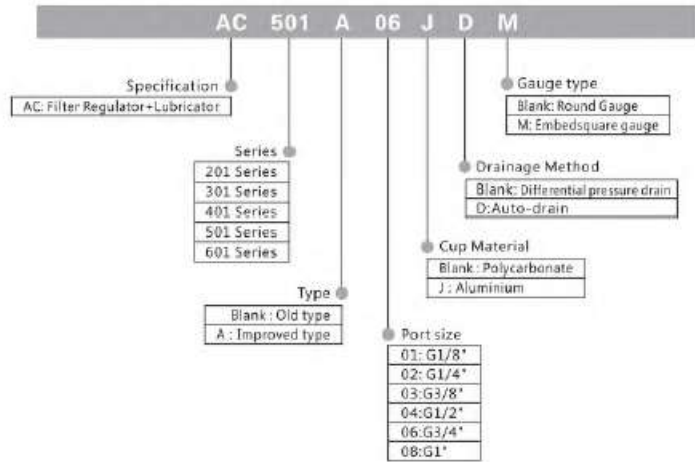 AC 501 A 06 J D M
Specification
AC: Filter Regulator+Lubricator
Series
201 Series
301 Series
401 Series
501 Series
601 Series
Type
Blank : Old type
A : Improved type
Gauge type
Blank: Round Gauge
M: Embedsquare gauge
Drainage Method
Blank: Differential pressure drain
D:Auto-drain
Cup Material
Blank : Polycarbonate
J : Aluminium
Port size
01: G1/8"
02: G1/4"
03:G3/8"
04:G1/2"
06:G3/4"
08:G1"